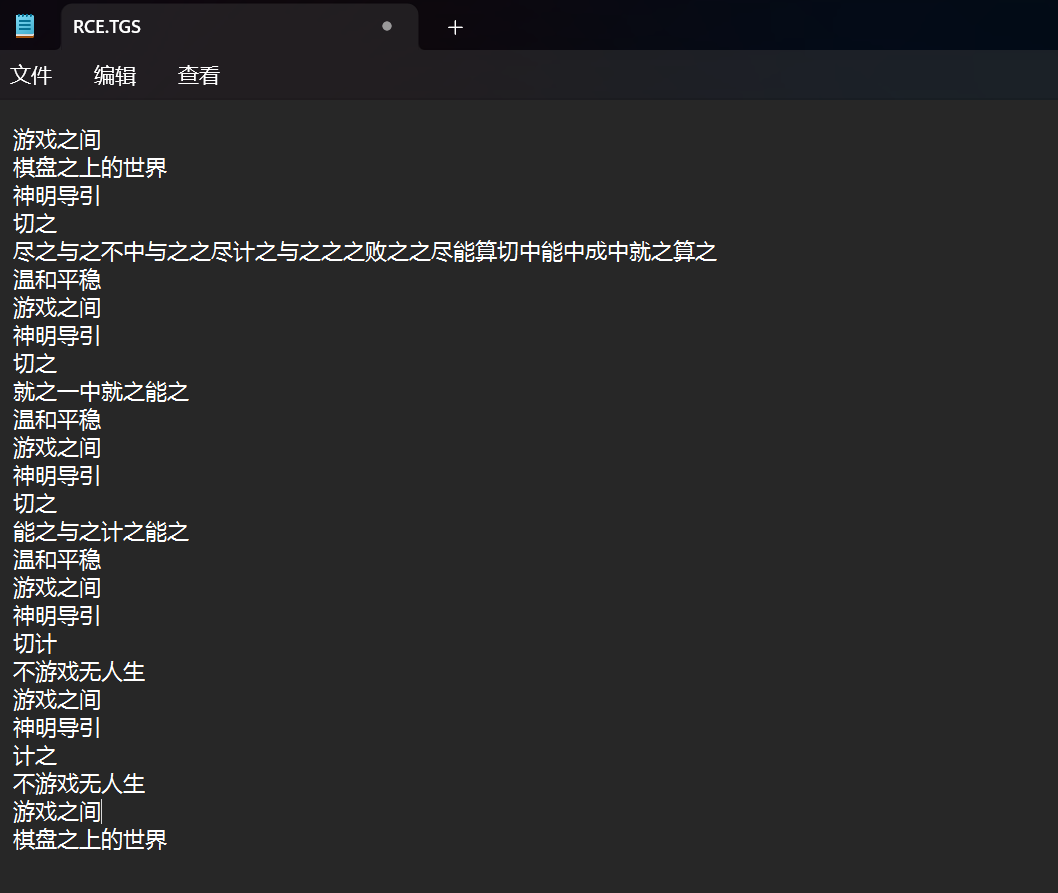 RCE.TGS
文件 编辑 查看
游戏之间
棋盘之上的世界
神明导引
切之
尽之与之不中与之之尽计之与之之之败之之尽能算切中能中成中就之算之
温和平稳
游戏之间
神明导引
切之
就之一中就之能之
温和平稳
游戏之间
神明导引
切之
能之与之计之能之
温和平稳
游戏之间
神明导引
切计
不游戏无人生
游戏之间
神明导引
计之
不游戏无人生
游戏之间
棋盘之上的世界